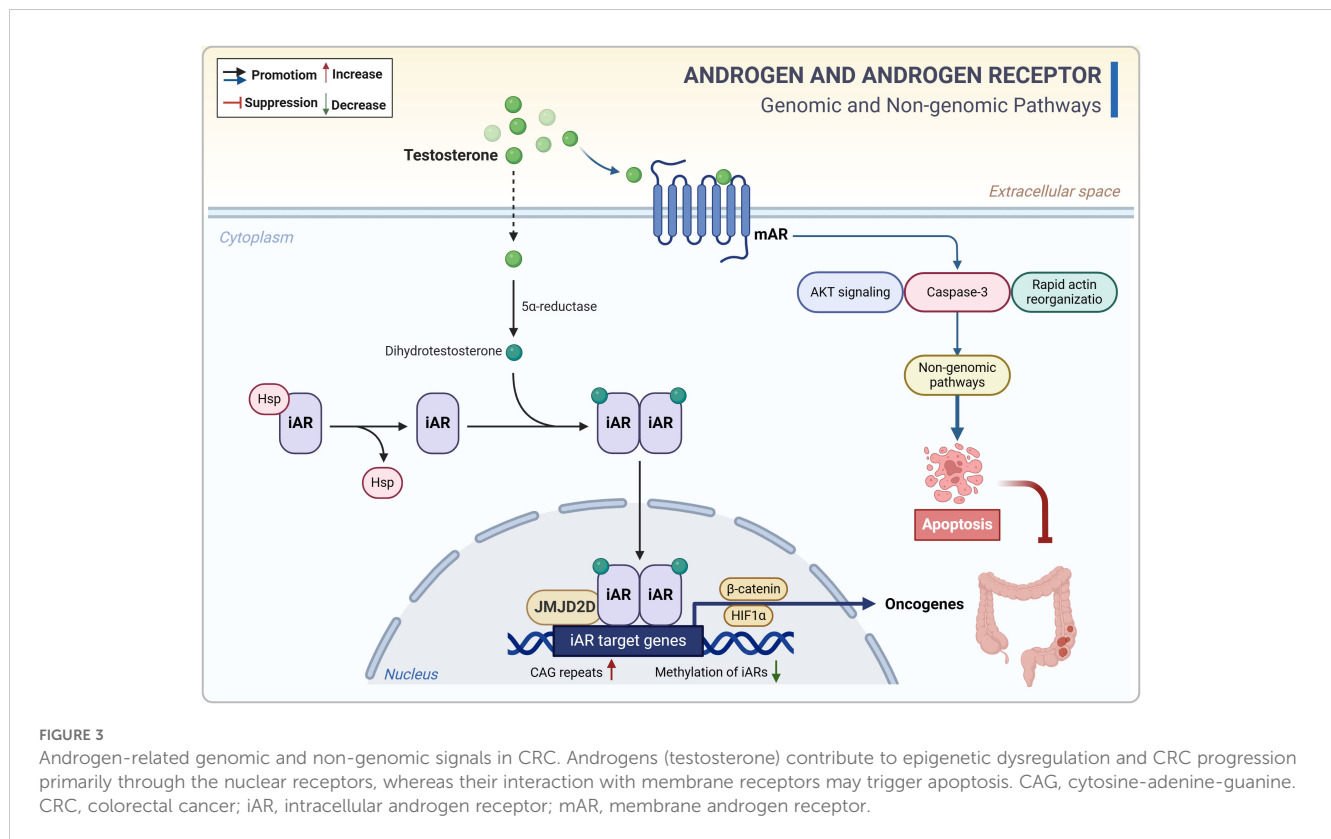 Promotiom
Increase
Suppression
Decrease
ANDROGEN AND ANDROGEN RECEPTOR
Genomic and Non-genomic Pathways
Testosterone
Extracellular space
Cytoplasm
mAR
AKT signaling
Caspase-3
Rapid actin
reorganizatio
5α-reductase
Dihydrotestosterone
Non-genomic
pathways
Hsp
iAR
iAR
iAR
iAR
Hsp
Apoptosis
iAR
iAR
β-catenin
JMJD2D
HIF1α
Oncogenes
iAR target genes
Nucleus
CAG repeats
Methylation of iARs
FIGURE 3
Androgen-related genomic and non-genomic signals in CRC. Androgens (testosterone) contribute to epigenetic dysregulation and CRC progression
primarily through the nuclear receptors, whereas their interaction with membrane receptors may trigger apoptosis. CAG, cytosine-adenine-guanine.
CRC, colorectal cancer; iAR, intracellular androgen receptor; mAR, membrane androgen receptor.